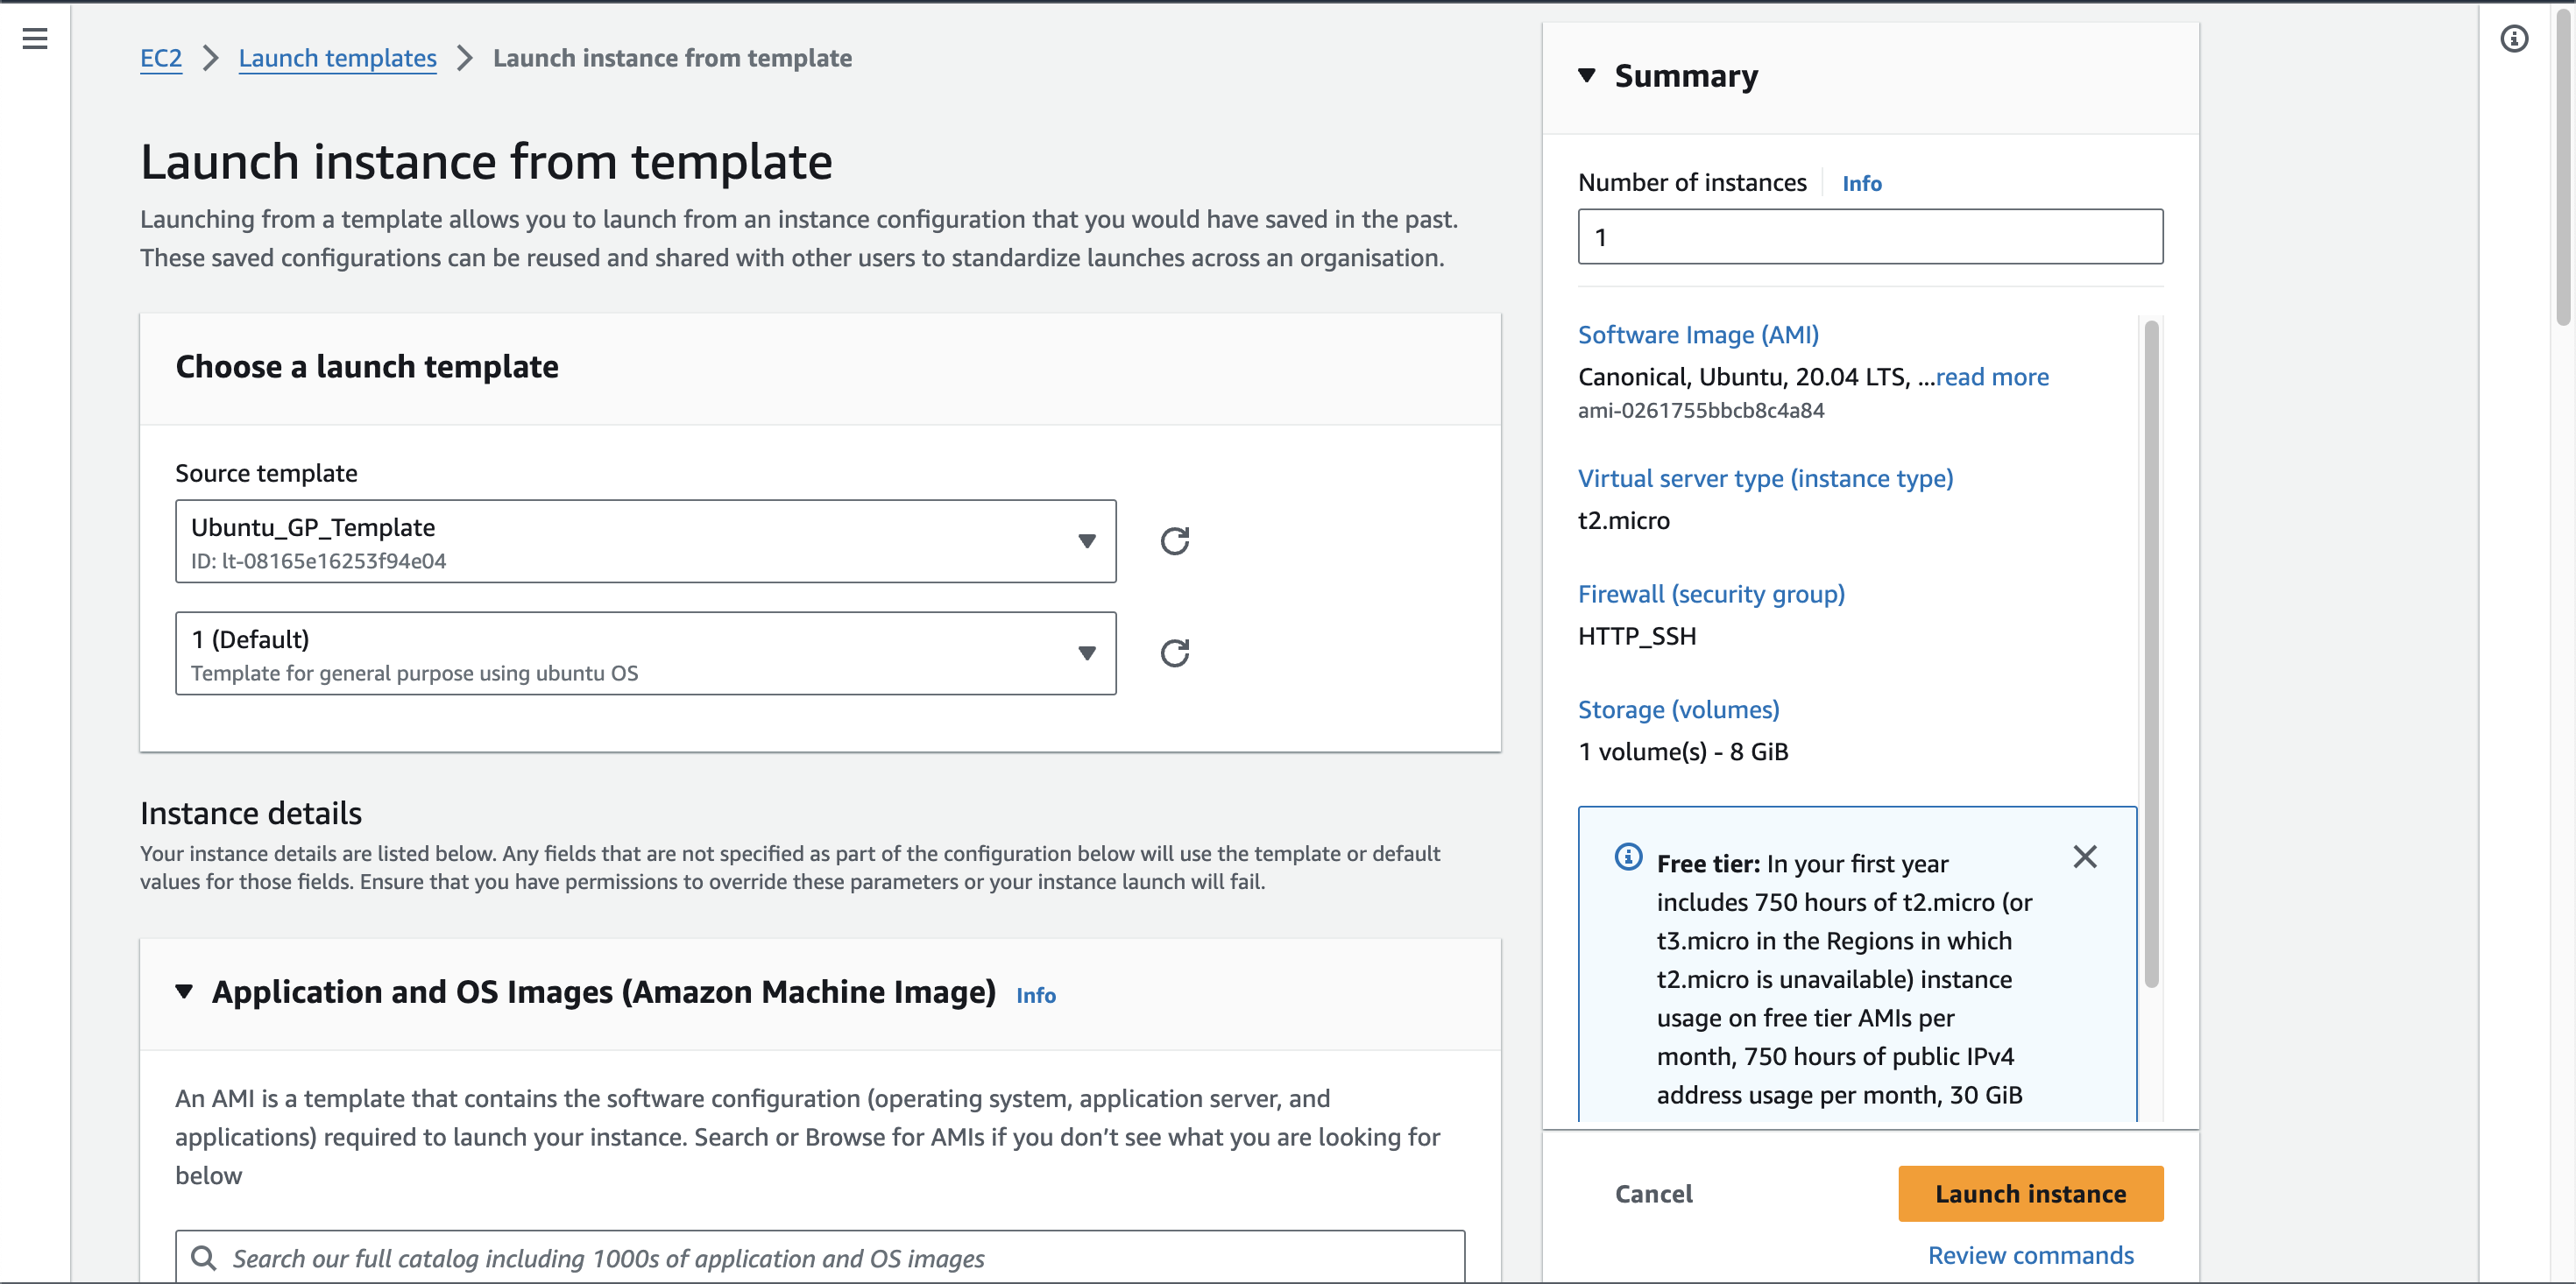 EC2 > Launch templates > Launch instance from template
Launch instance from template
Launching from a template allows you to launch from an instance configuration that you would have saved in the past.
These saved configurations can be reused and shared with other users to standardize launches across an organisation.
Choose a launch template
Source template
Ubuntu_GP_Template
ID: lt-08165e16253f94e04
1 (Default)
Template for general purpose using ubuntu OS
Instance details
Your instance details are listed below. Any fields that are not specified as part of the configuration below will use the template or default
values for those fields. Ensure that you have permissions to override these parameters or your instance launch will fail.
Application and OS Images (Amazon Machine Image) Info
An AMI is a template that contains the software configuration (operating system, application server, and
applications) required to launch your instance. Search or Browse for AMIs if you don’t see what you are looking for
below
Search our full catalog including 1000s of application and OS images
Summary
Number of instances Info
1
Software Image (AMI)
Canonical, Ubuntu, 20.04 LTS, ...read more
ami-0261755bbcb8c4a84
Virtual server type (instance type)
t2.micro
Firewall (security group)
HTTP_SSH
Storage (volumes)
1 volume(s) - 8 GiB
Free tier: In your first year
includes 750 hours of t2.micro (or
t3.micro in the Regions in which
t2.micro is unavailable) instance
usage on free tier AMIs per
month, 750 hours of public IPv4
address usage per month, 30 GiB
Cancel
Launch instance
Review commands